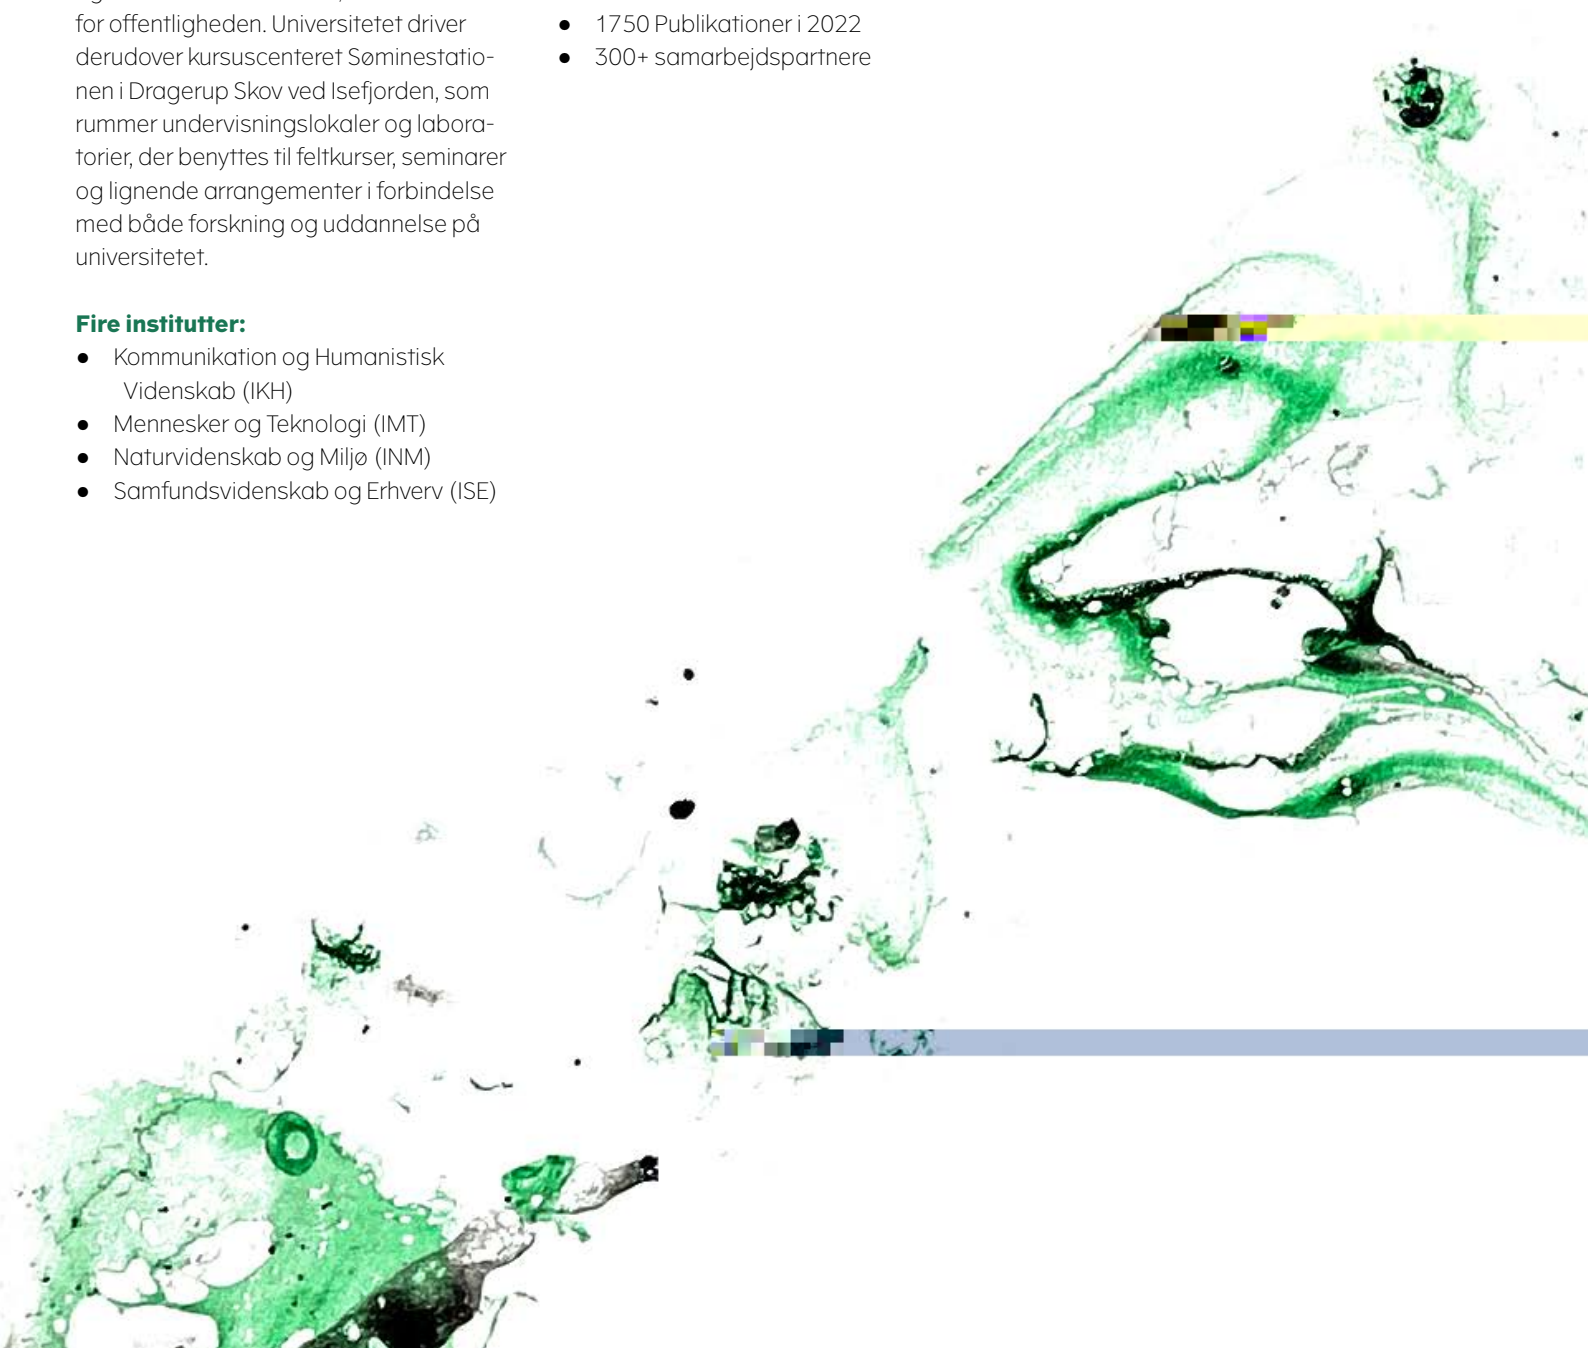 for offentligheden. Universitetet driver
derudover kursuscenteret Søminestatio-
nen i Dragerup Skov ved Isefjorden, som
rummer undervisningslokaler og labora-
torier, der benyttes til feltkurser, seminarer
og lignende arrangementer i forbindelse
med både forskning og uddannelse på
universitetet.
Fire institutter:
● Kommunikation og Humanistisk
Videnskab (IKH)
● Mennesker og Teknologi (IMT)
● Naturvidenskab og Miljø (INM)
● Samfundsvidenskab og Erhverv (ISE)
● 1750 Publikationer i 2022
● 300+ samarbejdspartnere